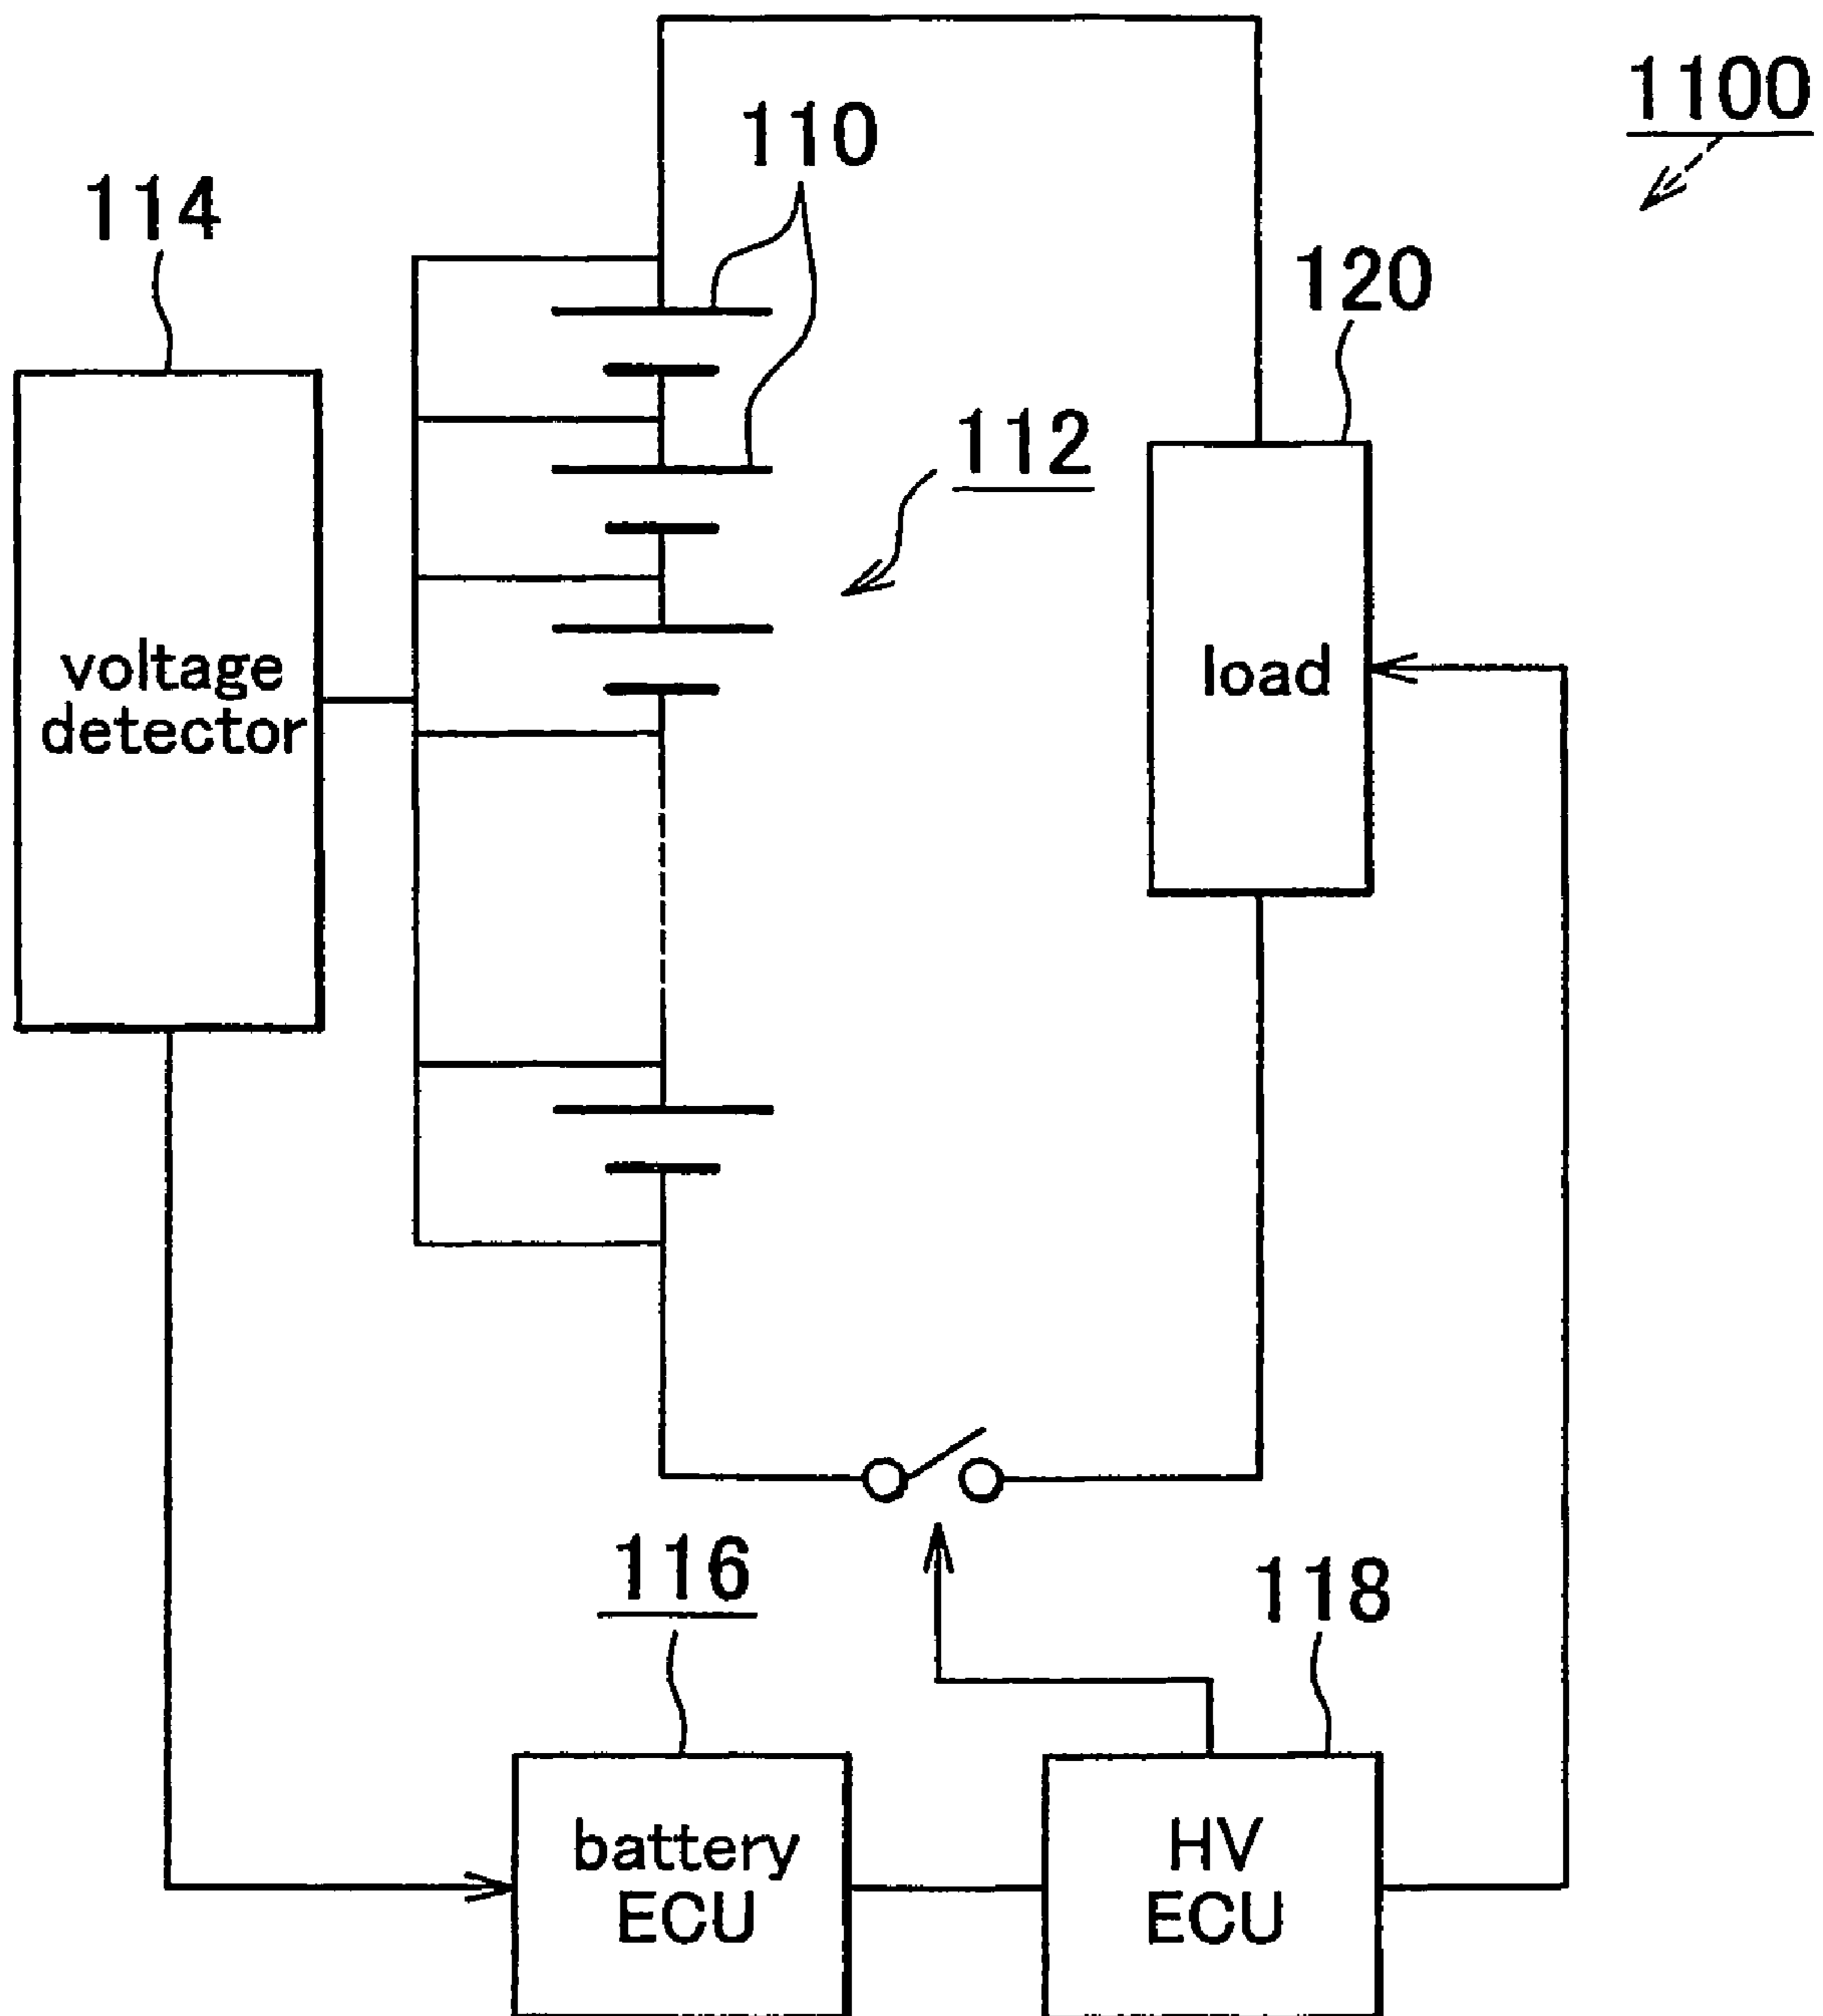 1100
110
114
120
112
voltage
detector
load
116
118
battery
ECU
HV
ECU